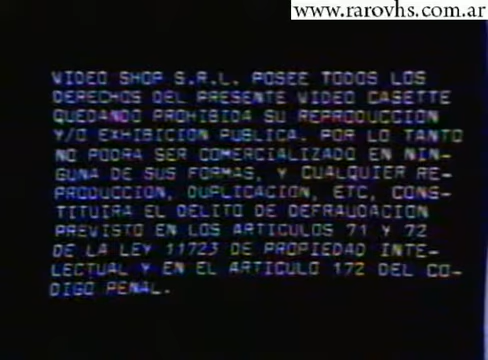 www.rarovhs.com.ar
VIDEO SHOP S.R.L. POSEE TODOS LOS
DERECHOS DEL PRESENTE VIDEO CASETTE
QUEDANDO PROHIBIDA SU REPRODUCCION
Y/O EXHIBICION PUBLICA. POR LO TANTO
NO PODRA SER COMERCIALIZADO EN NIN-
GUNA DE SUS FORMAS, Y CUALQUIER RE-
PRODUCCION, DUPLICACION, ETC, CONS-
TITUIRA EL DELITO DE DEFRAUDACION
PREVISTO EN LOS ARTICULOS 71 Y 72
DE LA LEY 11723 DE PROPIEDAD INTE-
LECTUAL Y EN EL ARTICULO 172 DEL CO-
DIGO PENAL.